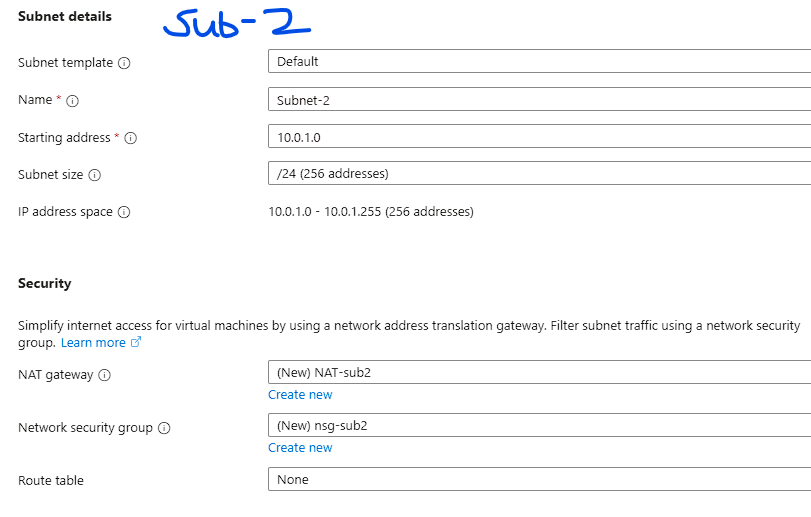 Subnet details
Sub-2
Subnet template
Default
Name *
Subnet-2
Starting address *
10.0.1.0
Subnet size
/24 (256 addresses)
IP address space
10.0.1.0 - 10.0.1.255 (256 addresses)
Security
Simplify internet access for virtual machines by using a network address translation gateway. Filter subnet traffic using a network security
group. Learn more
NAT gateway
(New) NAT-sub2
Create new
Network security group
(New) nsg-sub2
Create new
Route table
None